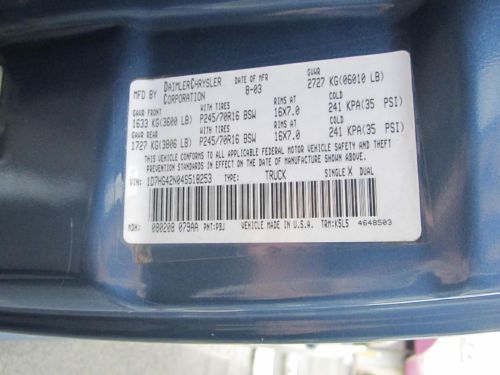 MFD BY DAIMLERCHRYSLER CORPORATION DATE OF MFR 8-03 GVWR 2727 KG(06010 LB)
GAWR FRONT WITH TIRES RIMS AT COLD
1633 KG(3600 LB) P245/70R16 BSW 16X7.0 241 KPA(35 PSI)
GAWR REAR WITH TIRES RIMS AT COLD
1727 KG(3806 LB) P245/70R16 BSW 16X7.0 241 KPA(35 PSI)
THIS VEHICLE CONFORMS TO ALL APPLICABLE FEDERAL MOTOR VEHICLE SAFETY AND THEFT
PREVENTION STANDARDS IN EFFECT ON THE DATE OF MANUFACTURE SHOWN ABOVE.
VIN: 1D7HG42N04S518253 TYPE: TRUCK SINGLE X DUAL
MDH: 080208 079AA PNT:PBJ VEHICLE MADE IN U.S.A. TRM:K5L5 4648503